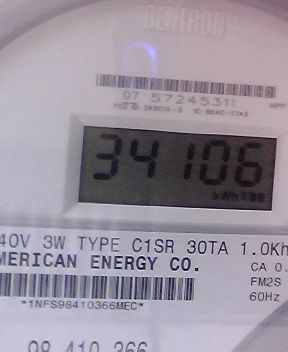 CENTRON®
07 57245311
34106
kWh
40V 3W TYPE C1SR 30TA 1.0Kh
MERICAN ENERGY CO.
CA 0.
FM2S
60Hz
*1NFS98410366MEC*
98 410 366